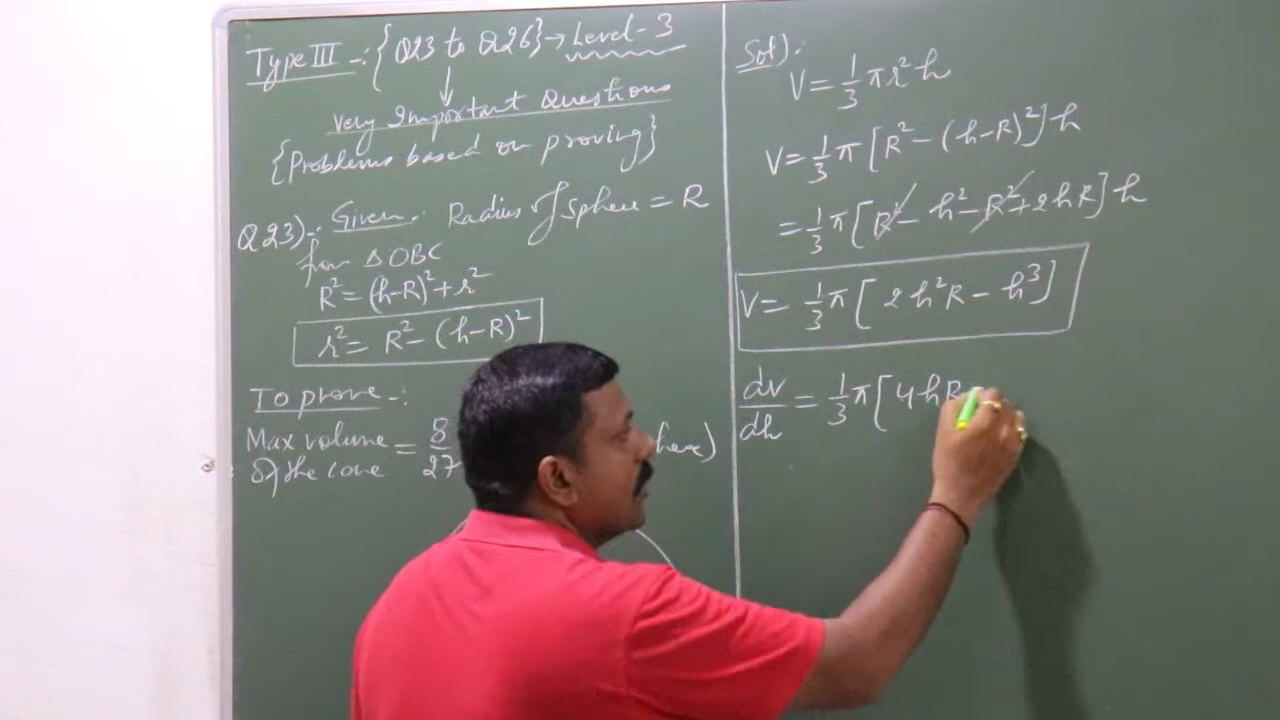 Type III -: {Q23 to Q26} → Level-3
↓
Very Important Questions
{Problems based on proving}
Q23) -: Given -: Radius of Sphere = R
for △OBC
R² = (h-R)² + r²
r² = R² - (h-R)²
To prove -:
Max volume = 8
of the cone 27
Sol):
V = 1/3 πr²h
V = 1/3 π[R² - (h-R)²]h
= 1/3 π[R² - h² - R² + 2hR]h
V = 1/3 π[2h²R - h³]
dv/dh = 1/3 π[4hR